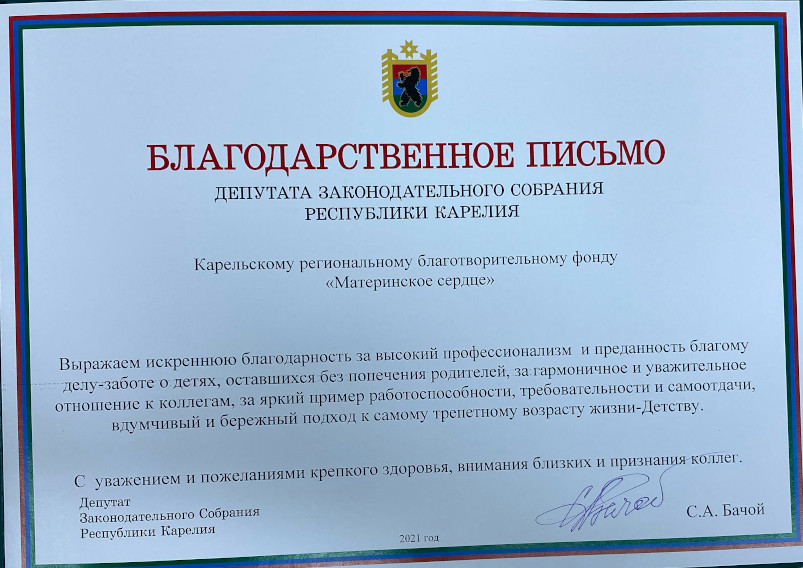 БЛАГОДАРСТВЕННОЕ ПИСЬМО
ДЕПУТАТА ЗАКОНОДАТЕЛЬНОГО СОБРАНИЯ
РЕСПУБЛИКИ КАРЕЛИЯ
Карельскому региональному благотворительному фонду
«Материнское сердце»
Выражаем искреннюю благодарность за высокий профессионализм и преданность благому
делу-заботе о детях, оставшихся без попечения родителей, за гармоничное и уважительное
отношение к коллегам, за яркий пример работоспособности, требовательности и самоотдачи,
вдумчивый и бережный подход к самому трепетному возрасту жизни-Детству.
С уважением и пожеланиями крепкого здоровья, внимания близких и признания коллег.
Депутат
Законодательного Собрания
Республики Карелия
С.А. Бачой
2021 год